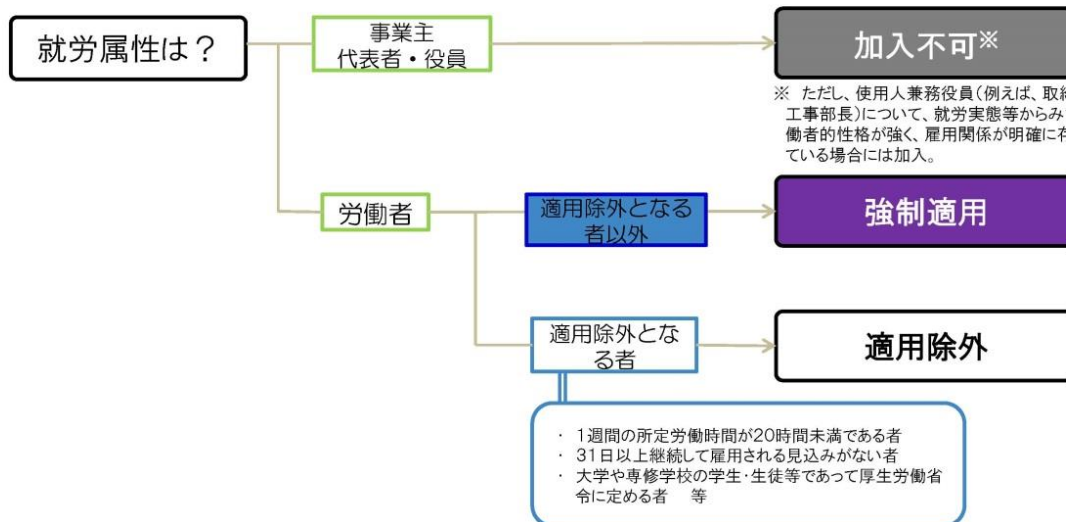 就労属性は？
事業主
代表者・役員
加入不可※
※ ただし、使用人兼務役員（例えば、取締
工事部長）について、就労実態等からみ
働者的性格が強く、雇用関係が明確に存
ている場合には加入。
労働者
適用除外となる
者以外
強制適用
適用除外とな
る者
適用除外
・ 1週間の所定労働時間が20時間未満である者
・ 31日以上継続して雇用される見込みがない者
・ 大学や専修学校の学生･生徒等であって厚生労働省
令に定める者 等